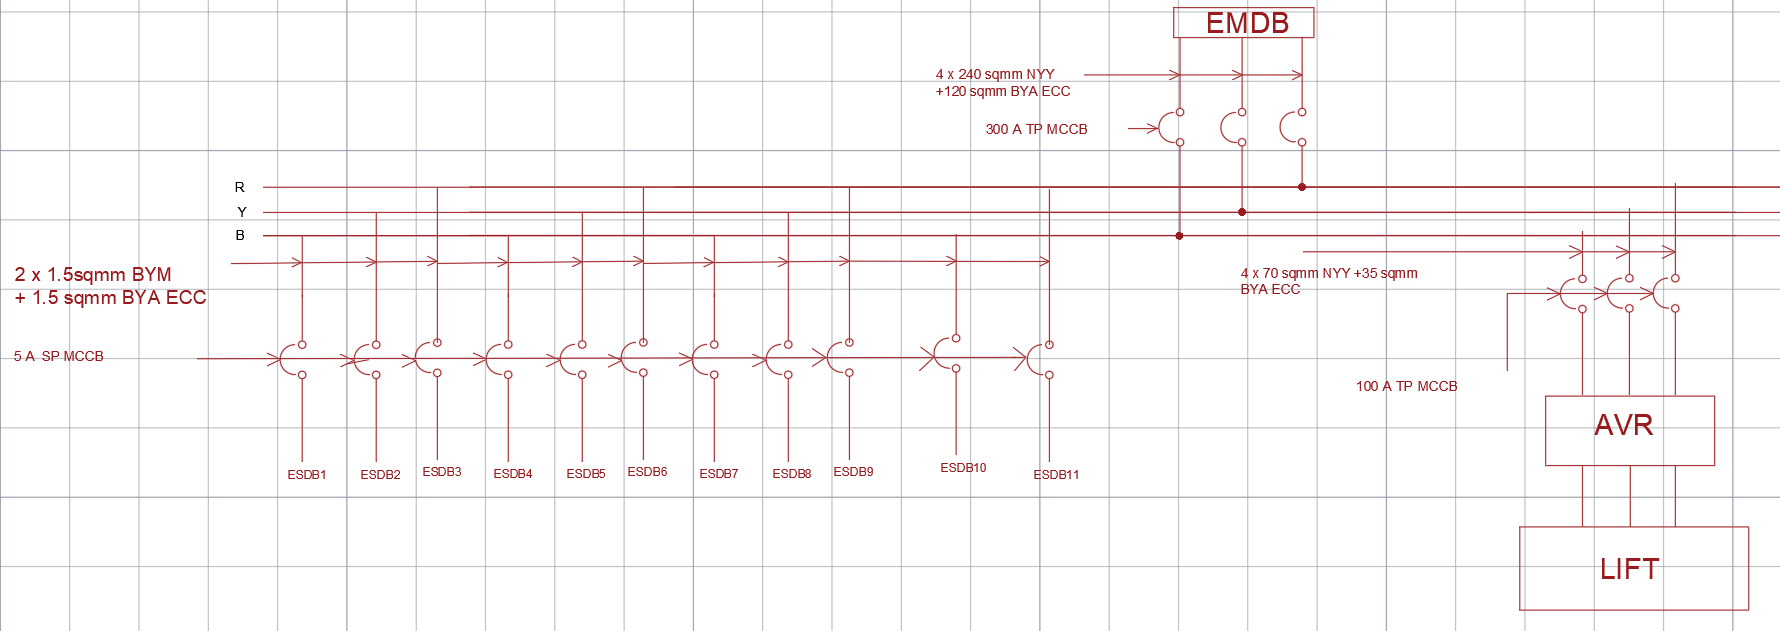 EMDB
4 x 240 sqmm NYY
+120 sqmm BYA ECC
300 A TP MCCB
R
Y
B
2 x 1.5sqmm BYM
+ 1.5 sqmm BYA ECC
4 x 70 sqmm NYY +35 sqmm
BYA ECC
5 A  SP MCCB
100 A TP MCCB
AVR
ESDB1
ESDB2
ESDB3
ESDB4
ESDB5
ESDB6
ESDB7
ESDB8
ESDB9
ESDB10
ESDB11
LIFT